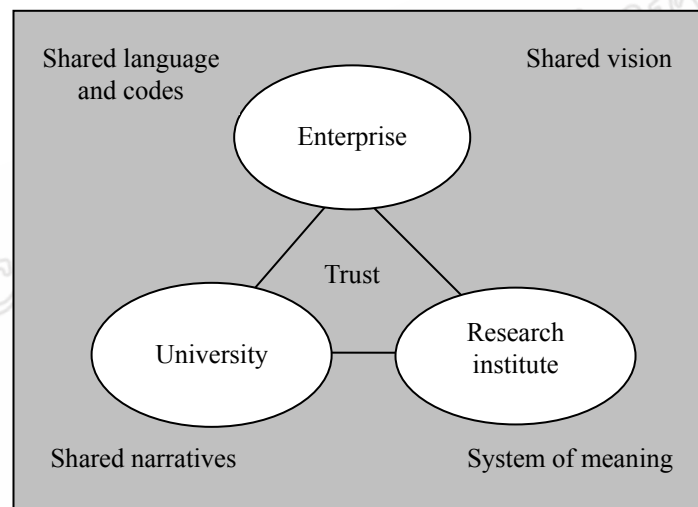 Shared language
and codes
Shared vision
Enterprise
Trust
University
Research
institute
Shared narratives
System of meaning